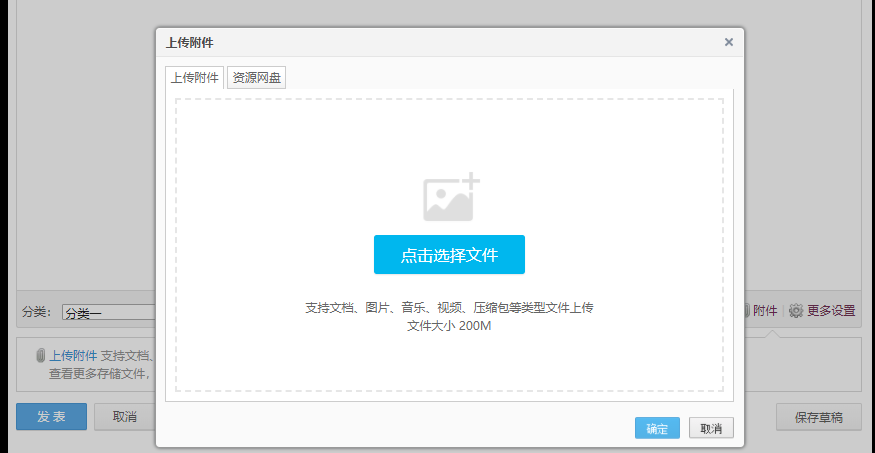 上传附件
上传附件 资源网盘
点击选择文件
支持文档、图片、音乐、视频、压缩包等类型文件上传
文件大小 200M
确定 取消
分类: 分类一
附件 更多设置
上传附件 支持文档、
查看更多存储文件，
发 表 取消 保存草稿